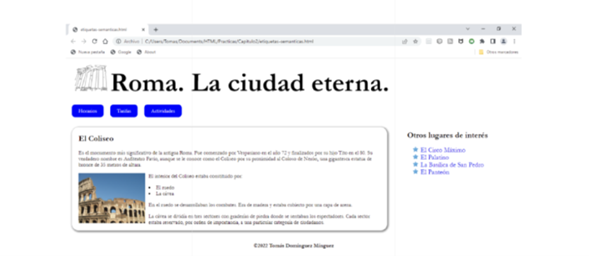 etiquetas-semanticas.html
Archivo | C:/Users/Tomas/Documents/HTML/Practicas/Capitulo2/etiquetas-semanticas.html
Nueva pestaña Google About
Otros marcadores
Roma. La ciudad eterna.
Horarios Tarifas Actividades
El Coliseo
Es el monumento más significativo de la antigua Roma. Fue comenzado por Vespasiano en el año 72 y finalizado por su hijo Tito en el 80. Su
verdadero nombre es Anfiteatro Flavio, aunque se le conoce como el Coliseo por su proximidad al Coloso de Nerón, una gigantesca estatua de
bronce de 35 metros de altura.
El interior del Coliseo estaba constituido por:
El ruedo
La cávea
En el ruedo se desarrollaban los combates. Era de madera y estaba cubierto por una capa de arena.
La cávea se dividía en tres sectores con graderíos de piedra donde se sentaban los espectadores. Cada sector
estaba reservado, por orden de importancia, a una particular categoría de ciudadanos.
Otros lugares de interés
El Circo Máximo
El Palatino
La Basílica de San Pedro
El Panteón
©2022 Tomás Domínguez Mínguez